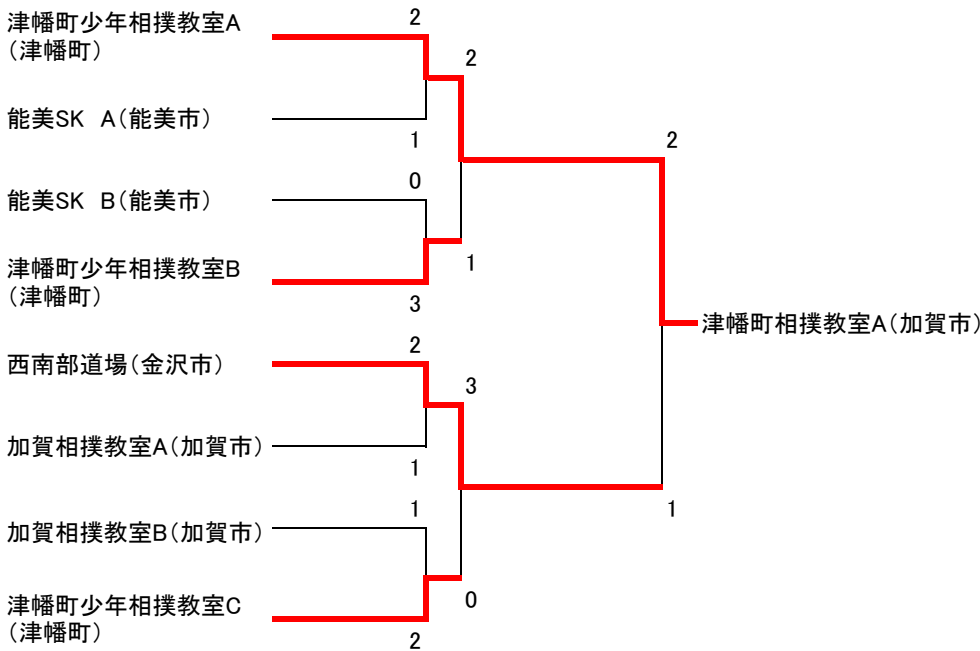 津幡町少年相撲教室A
（津幡町）
2
2
能美SK　A（能美市）
1
2
能美SK　B（能美市）
0
1
津幡町少年相撲教室B
（津幡町）
3
津幡町相撲教室A（加賀市）
西南部道場（金沢市）
2
3
加賀相撲教室A（加賀市）
1
1
加賀相撲教室B（加賀市）
1
0
津幡町少年相撲教室C
（津幡町）
2